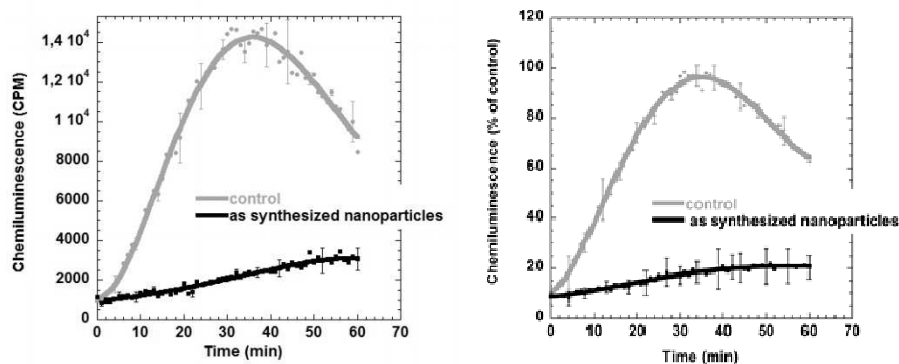 Chemiluminescence (CPM)
1,4 10⁴
1,2 10⁴
1 10⁴
8000
6000
4000
2000
0
control
as synthesized nanoparticles
0 10 20 30 40 50 60 70
Time (min)
Chemiluminescence (% of control)
120
100
80
60
40
20
0
control
as synthesized nanoparticles
0 10 20 30 40 50 60 70
Time (min)